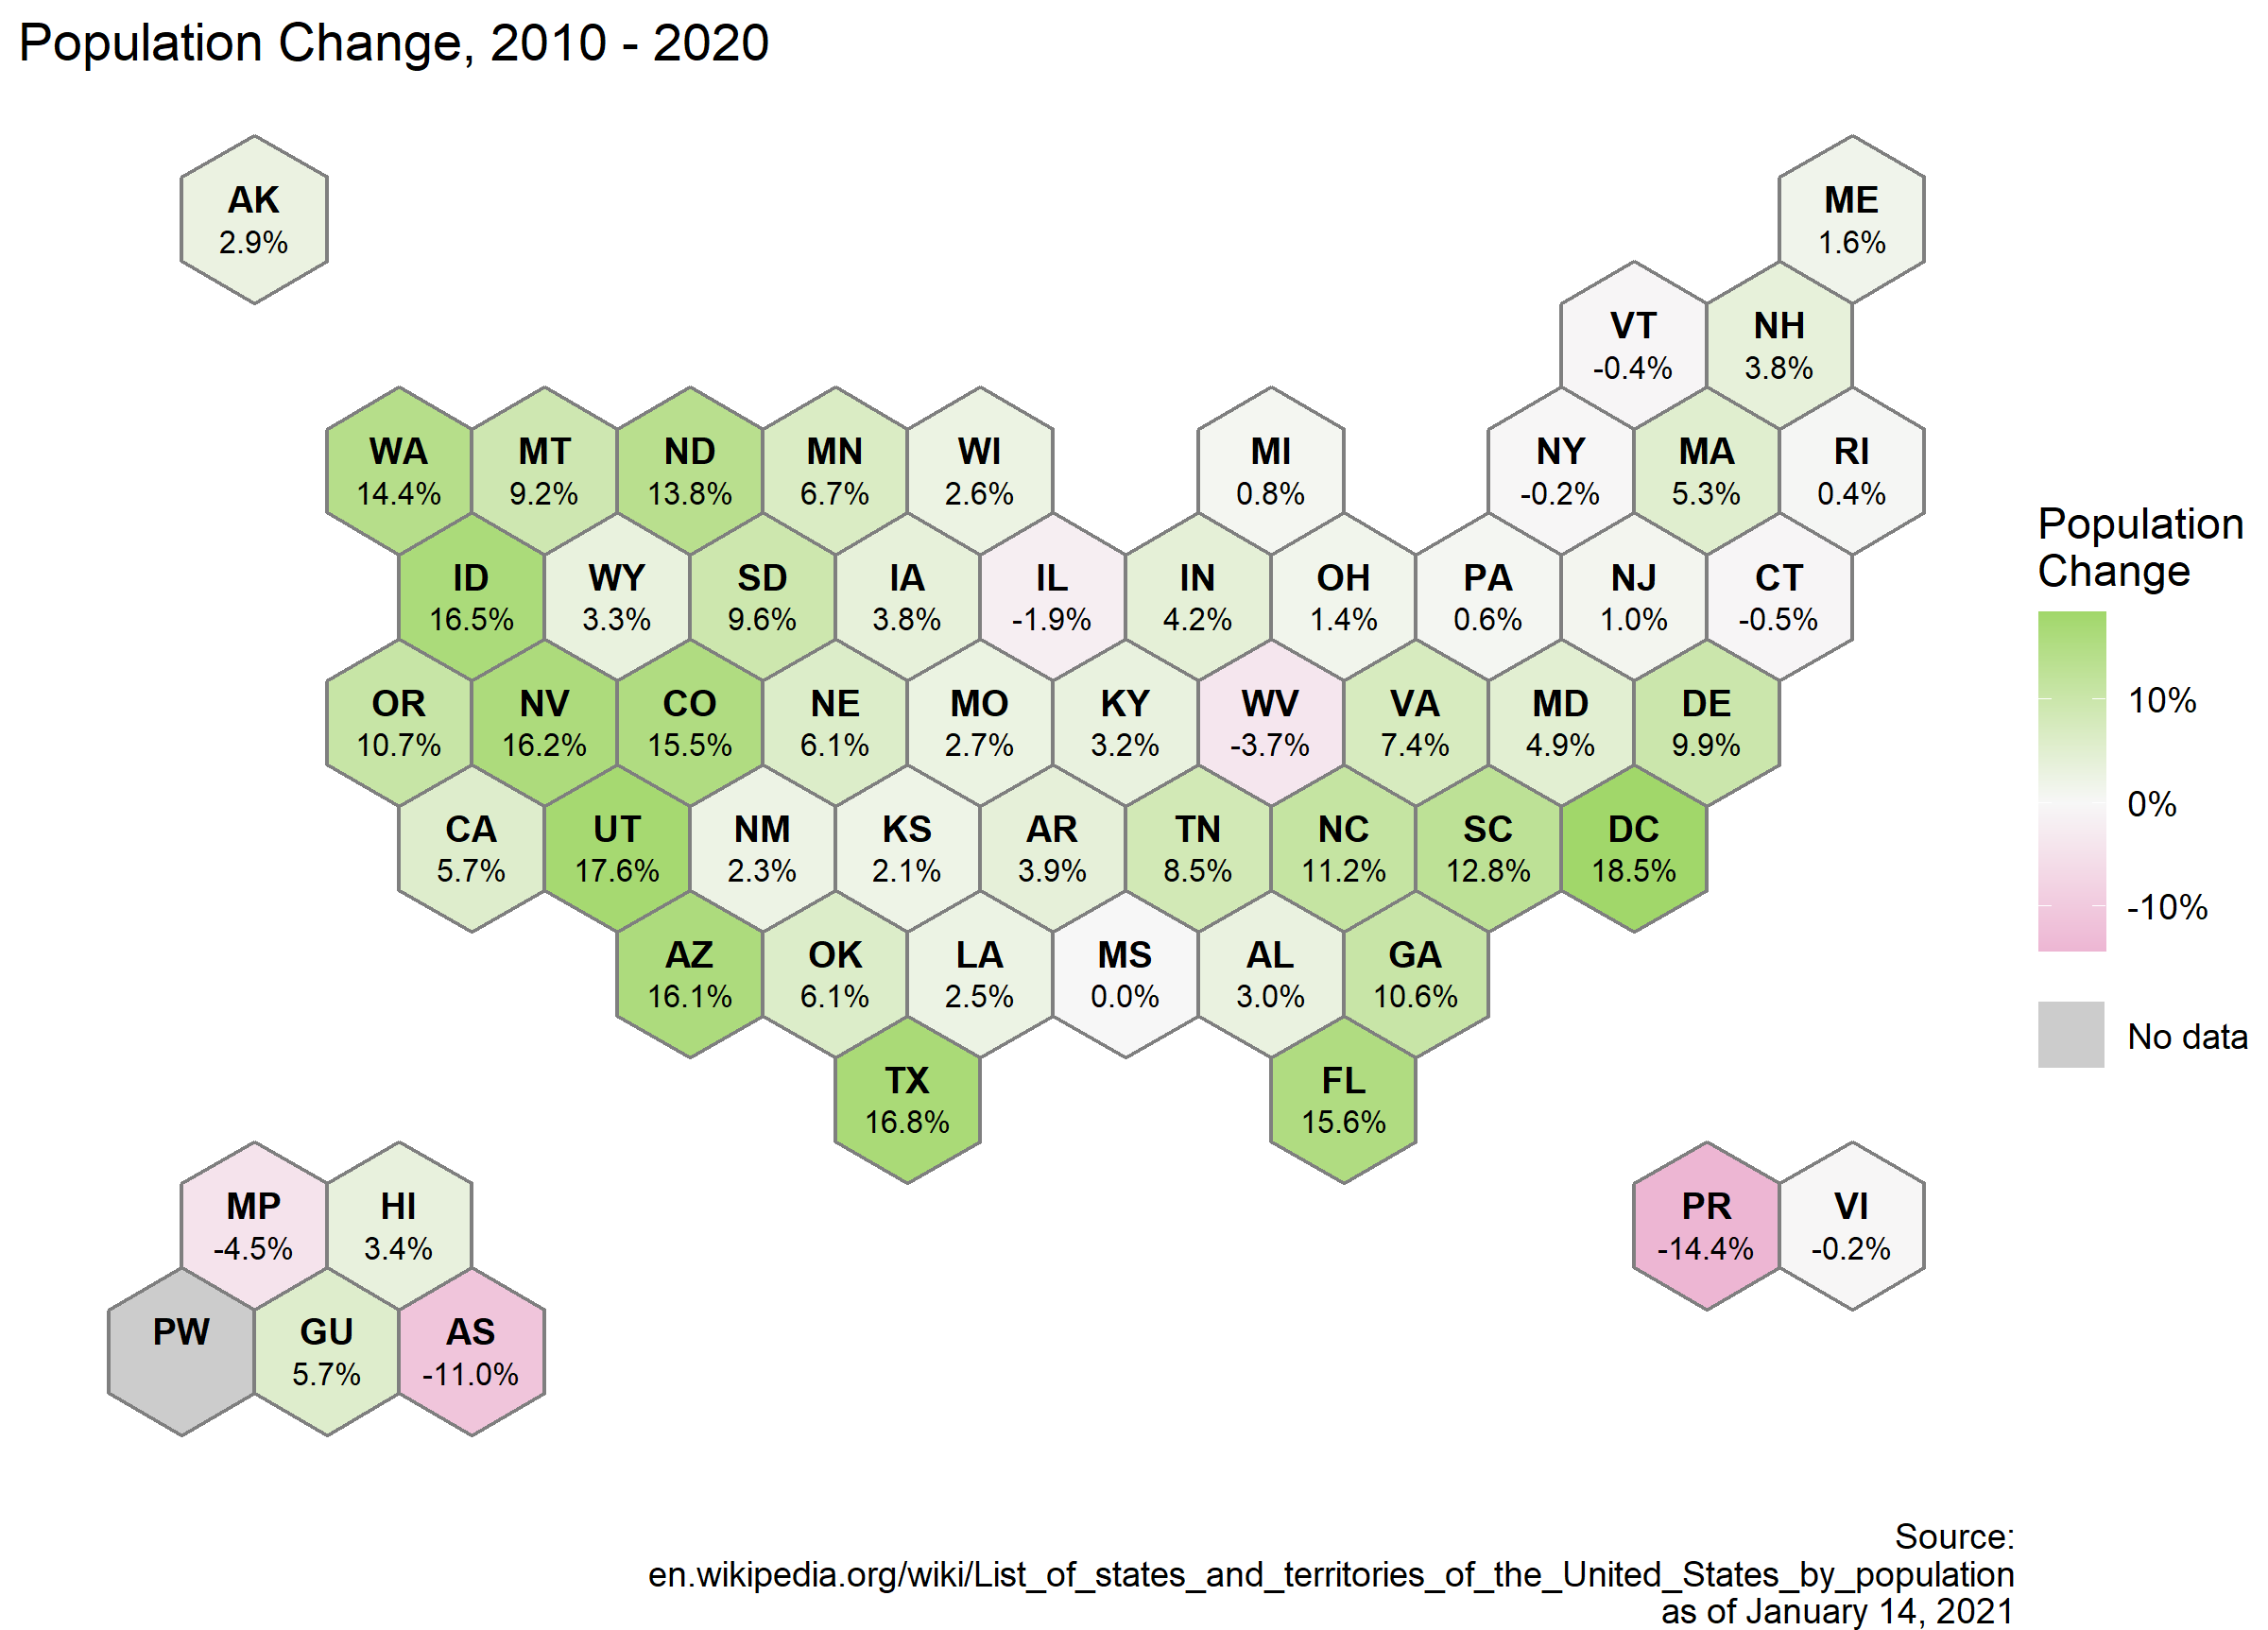 Population Change, 2010 - 2020
AK
2.9%
ME
1.6%
VT
-0.4%
NH
3.8%
WA
14.4%
MT
9.2%
ND
13.8%
MN
6.7%
WI
2.6%
MI
0.8%
NY
-0.2%
MA
5.3%
RI
0.4%
ID
16.5%
WY
3.3%
SD
9.6%
IA
3.8%
IL
-1.9%
IN
4.2%
OH
1.4%
PA
0.6%
NJ
1.0%
CT
-0.5%
OR
10.7%
NV
16.2%
CO
15.5%
NE
6.1%
MO
2.7%
KY
3.2%
WV
-3.7%
VA
7.4%
MD
4.9%
DE
9.9%
CA
5.7%
UT
17.6%
NM
2.3%
KS
2.1%
AR
3.9%
TN
8.5%
NC
11.2%
SC
12.8%
DC
18.5%
AZ
16.1%
OK
6.1%
LA
2.5%
MS
0.0%
AL
3.0%
GA
10.6%
TX
16.8%
FL
15.6%
MP
-4.5%
HI
3.4%
PR
-14.4%
VI
-0.2%
PW
GU
5.7%
AS
-11.0%
Population
Change
10%
0%
-10%
No data
Source:
en.wikipedia.org/wiki/List_of_states_and_territories_of_the_United_States_by_population
as of January 14, 2021